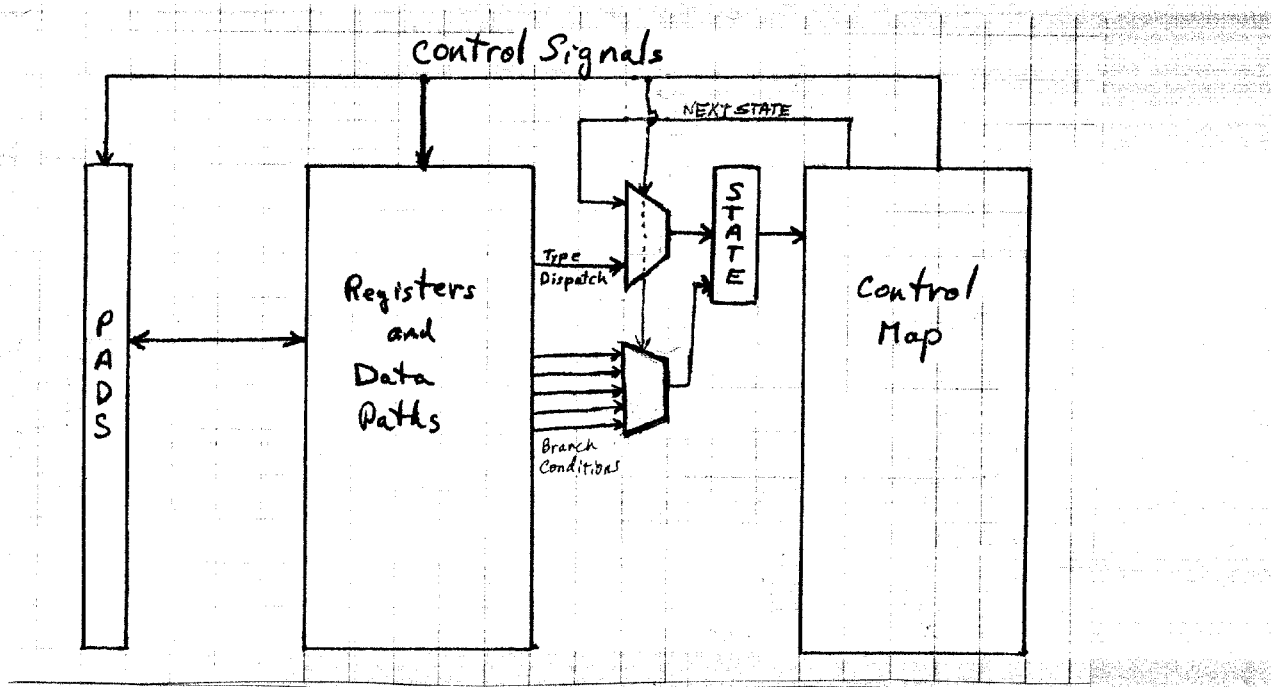 Control Signals
NEXT STATE
STATE
Type
Dispatch
Registers
and
Data
Paths
Control
Map
PADS
Branch
Conditions